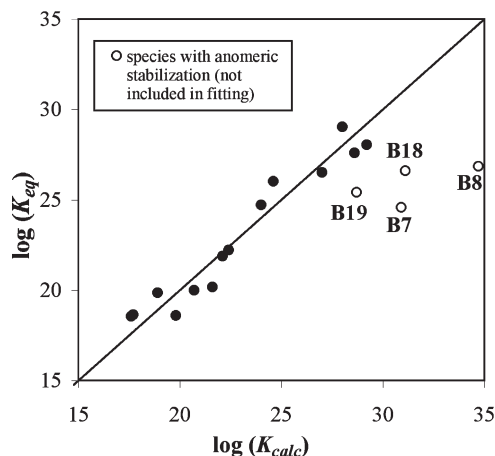 35
30
25
20
15
log (Keq)
species with anomeric
stabilization (not
included in fitting)
B18
B8
B19
B7
15 20 25 30 35
log (Kcalc)